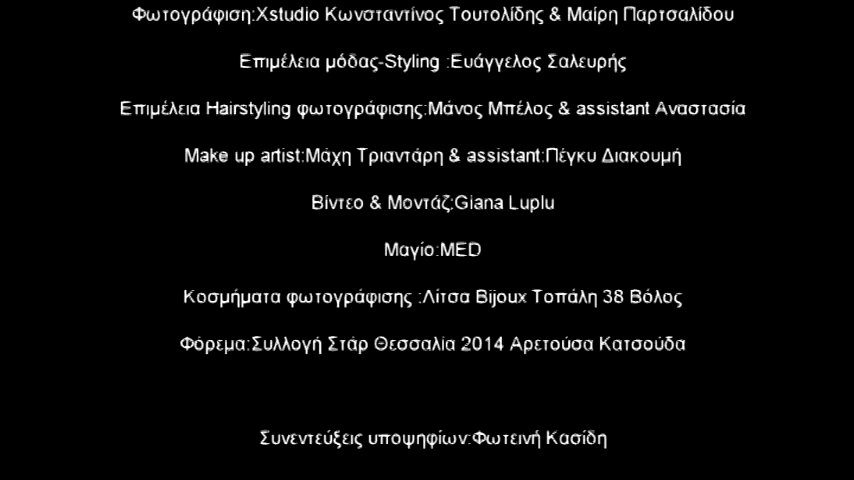 Φωτογράφιση:Xstudio Κωνσταντίνος Τουτολίδης & Μαίρη Παρτσαλίδου
Επιμέλεια μόδας-Styling :Ευάγγελος Σαλευρής
Επιμέλεια Hairstyling φωτογράφισης:Μάνος Μπέλος & assistant Αναστασία
Make up artist:Μάχη Τριαντάρη & assistant:Πέγκυ Διακουμή
Βίντεο & Μοντάζ:Giana Luplu
Μαγίο:MED
Κοσμήματα φωτογράφισης :Λίτσα Bijoux Τοπάλη 38 Βόλος
Φόρεμα:Συλλογή Στάρ Θεσσαλία 2014 Αρετούσα Κατσούδα
Συνεντεύξεις υποψηφίων:Φωτεινή Κασίδη